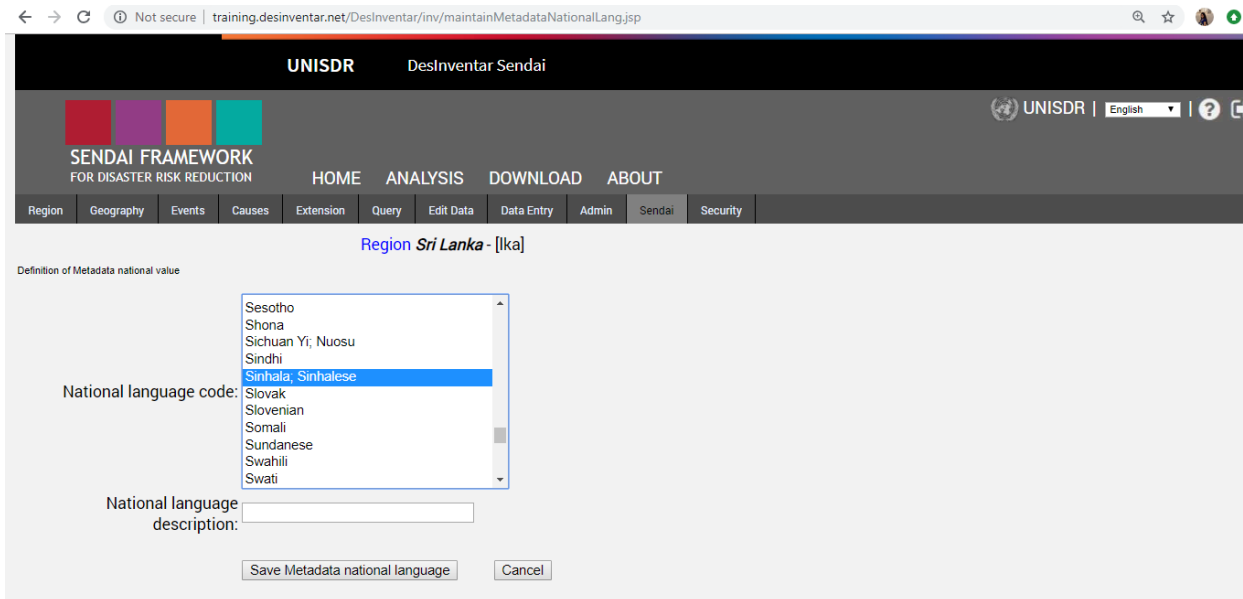 Not secure | training.desinventar.net/DesInventar/inv/maintainMetadataNationalLang.jsp
UNISDR DesInventar Sendai
UNISDR | English | ?
SENDAI FRAMEWORK
FOR DISASTER RISK REDUCTION
HOME ANALYSIS DOWNLOAD ABOUT
Region Geography Events Causes Extension Query Edit Data Data Entry Admin Sendai Security
Region Sri Lanka - [lka]
Definition of Metadata national value
Sesotho
Shona
Sichuan Yi; Nuosu
Sindhi
Sinhala; Sinhalese
National language code:
Slovak
Slovenian
Somali
Sundanese
Swahili
Swati
National language
description:
Save Metadata national language Cancel